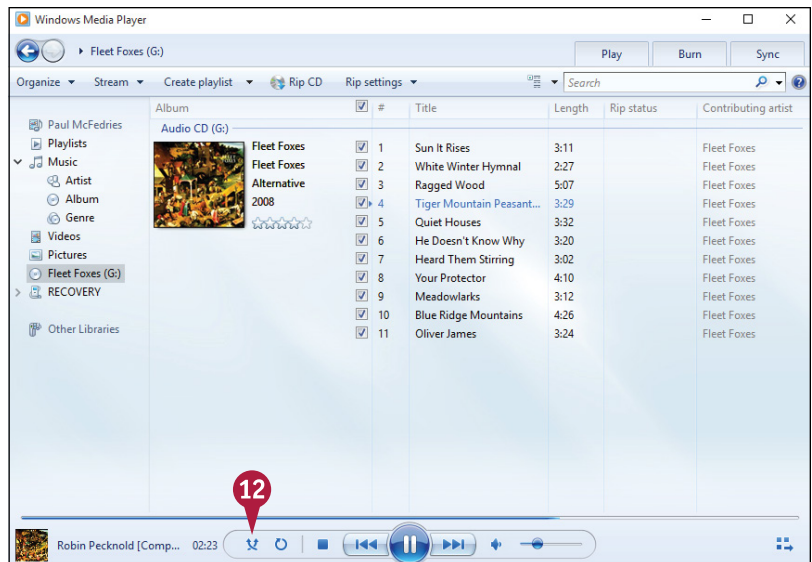 Windows Media Player
Fleet Foxes (G:)
Play Burn Sync
Organize Stream Create playlist Rip CD Rip settings Search
Album # Title Length Rip status Contributing artist
Paul McFedries
Playlists
Music
Artist
Album
Genre
Videos
Pictures
Fleet Foxes (G:)
RECOVERY
Other Libraries
Audio CD (G:)
Fleet Foxes
Fleet Foxes
Alternative
2008
1 Sun It Rises 3:11 Fleet Foxes
2 White Winter Hymnal 2:27 Fleet Foxes
3 Ragged Wood 5:07 Fleet Foxes
4 Tiger Mountain Peasant... 3:29 Fleet Foxes
5 Quiet Houses 3:32 Fleet Foxes
6 He Doesn't Know Why 3:20 Fleet Foxes
7 Heard Them Stirring 3:02 Fleet Foxes
8 Your Protector 4:10 Fleet Foxes
9 Meadowlarks 3:12 Fleet Foxes
10 Blue Ridge Mountains 4:26 Fleet Foxes
11 Oliver James 3:24 Fleet Foxes
12
Robin Pecknold [Comp... 02:23